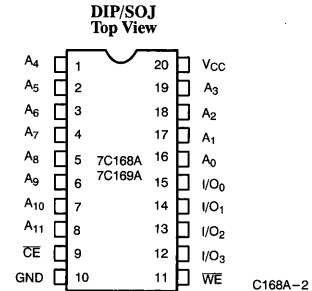 DIP/SOJ
Top View
A4 1 20 VCC
A5 2 19 A3
A6 3 18 A2
A7 4 17 A1
A8 5 7C168A 16 A0
A9 6 7C169A 15 I/O0
A10 7 14 I/O1
A11 8 13 I/O2
C̅E̅ 9 12 I/O3
GND 10 11 W̅E̅
C168A–2